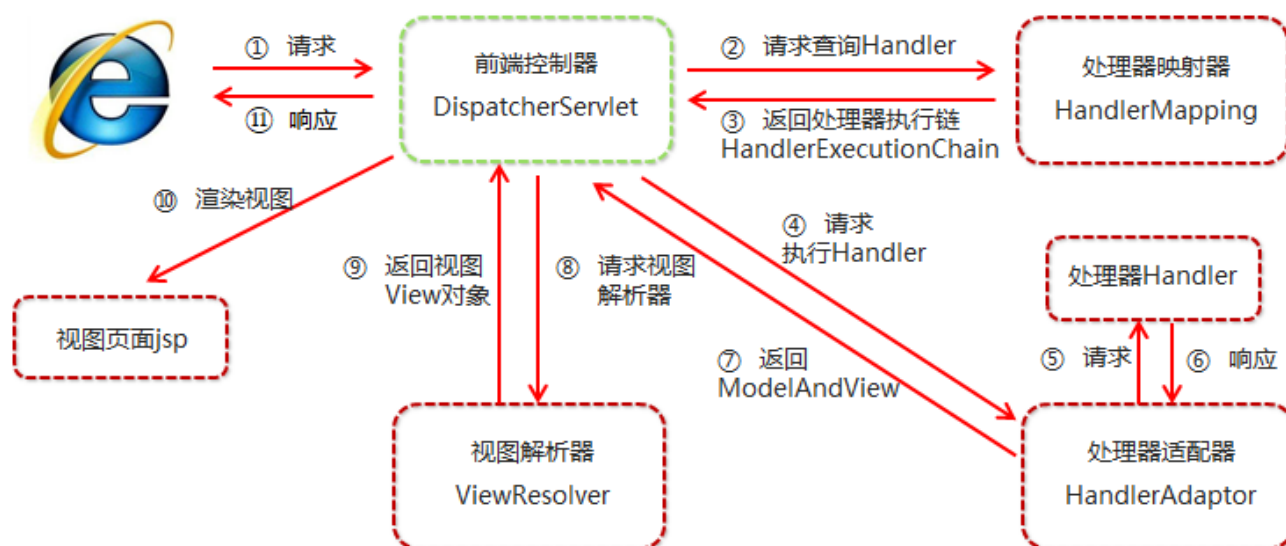 ① 请求
⑪ 响应
前端控制器
DispatcherServlet
② 请求查询Handler
③ 返回处理器执行链
HandlerExecutionChain
处理器映射器
HandlerMapping
⑩ 渲染视图
⑨ 返回视图
View对象
⑧ 请求视图
解析器
④ 请求
执行Handler
⑦ 返回
ModelAndView
处理器Handler
⑤ 请求
⑥ 响应
视图页面jsp
视图解析器
ViewResolver
处理器适配器
HandlerAdaptor